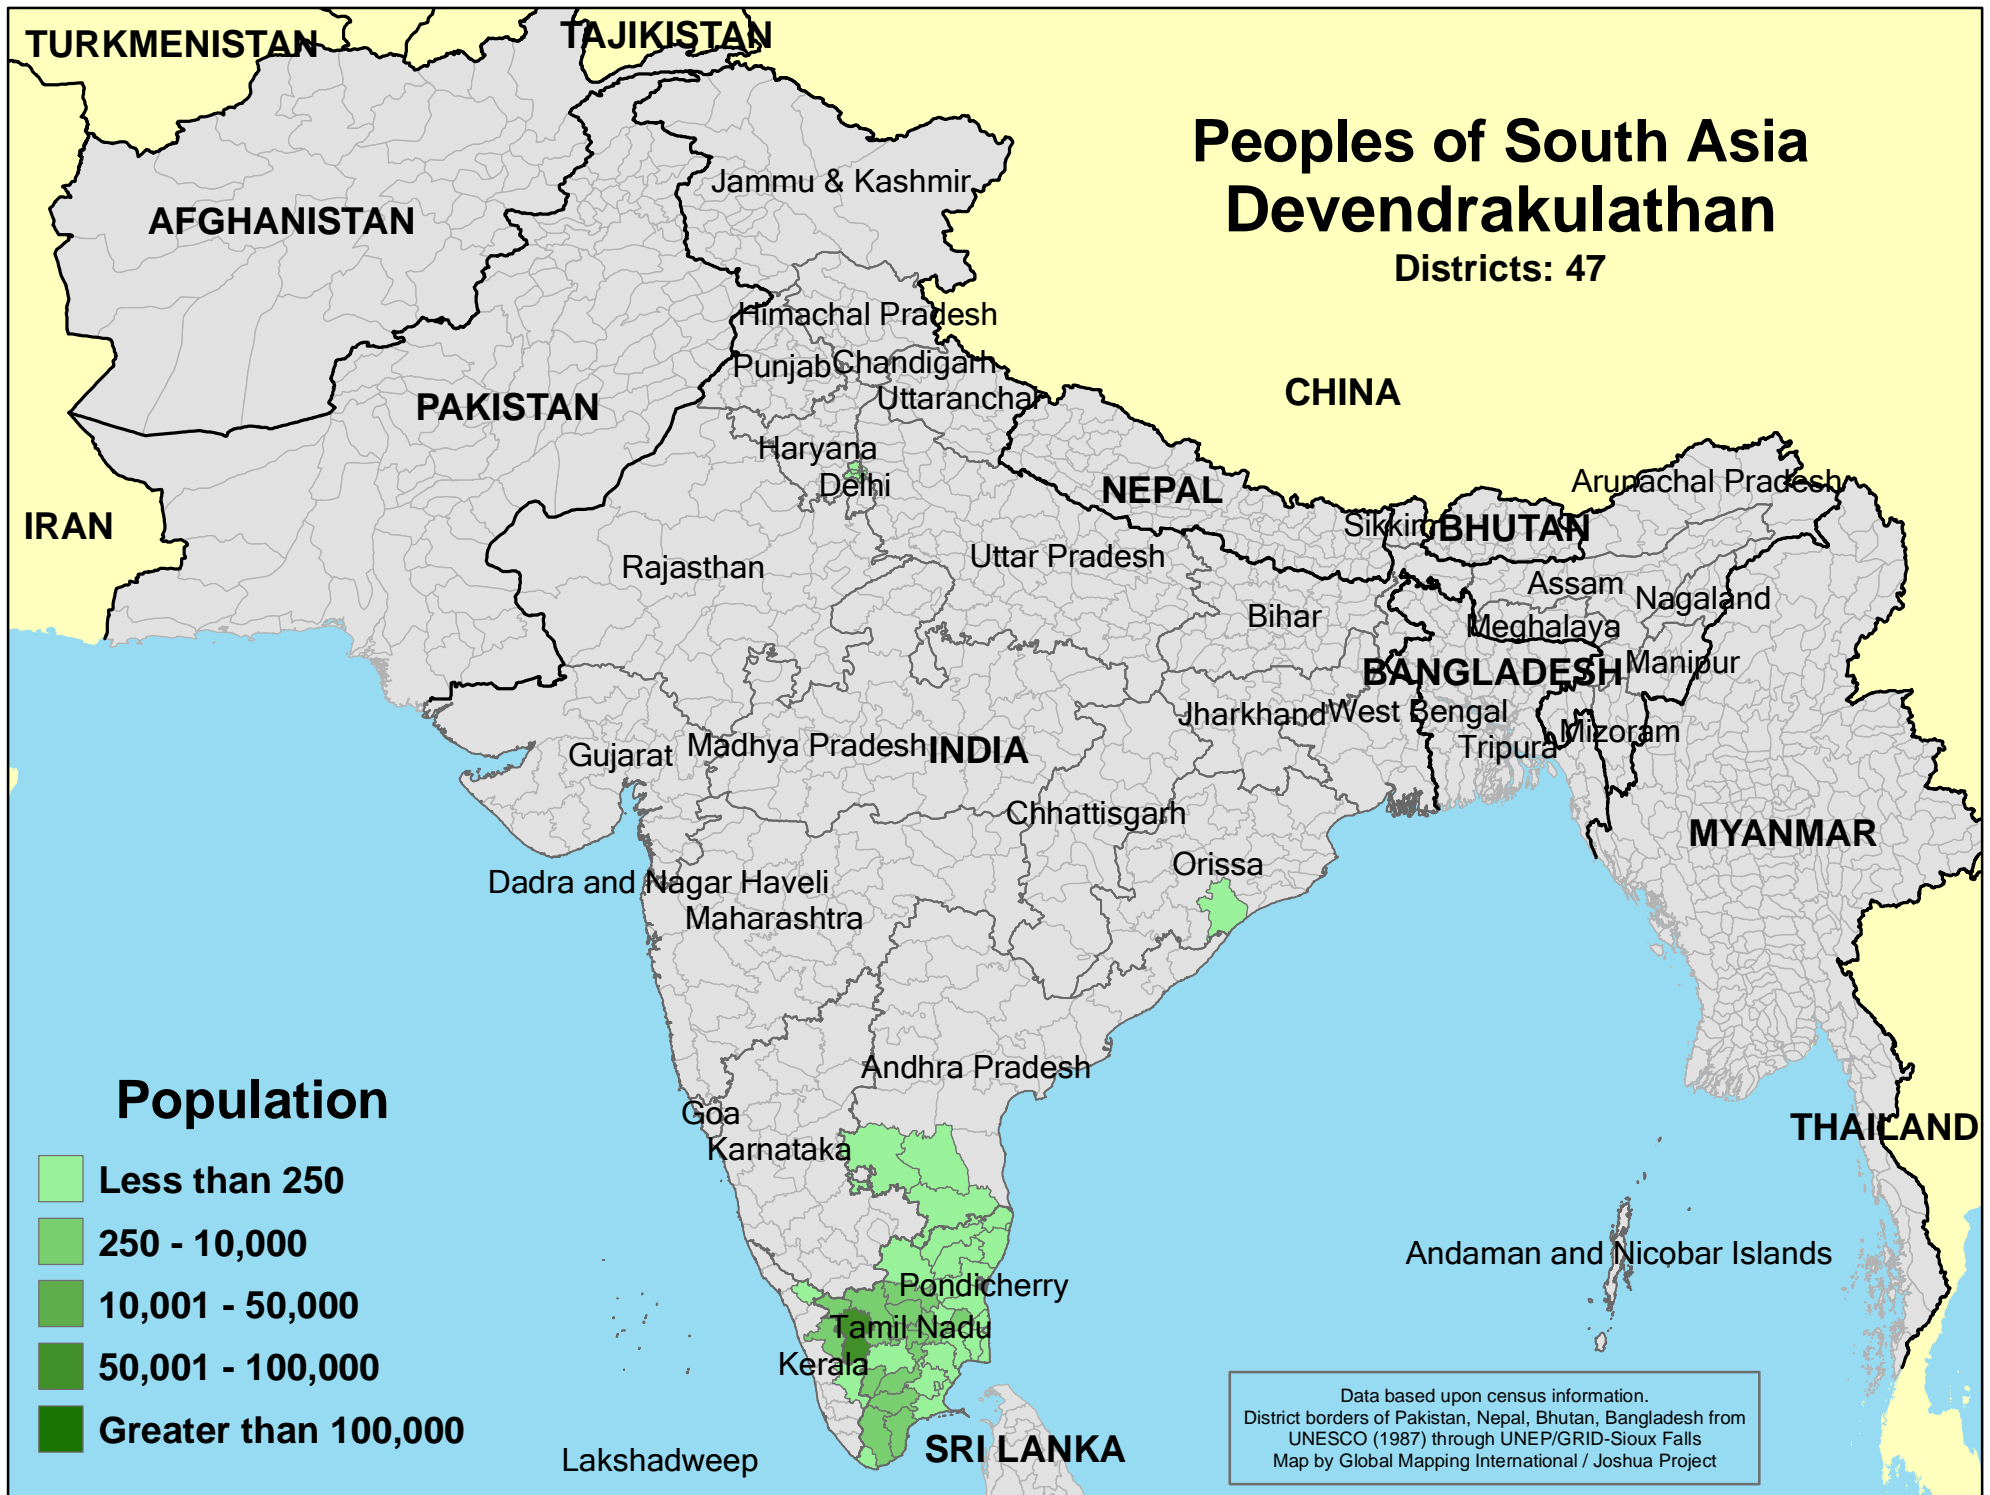 TURKMENISTAN
TAJIKISTAN
Peoples of South Asia
Devendrakulathan
Districts: 47
Jammu & Kashmir
AFGHANISTAN
Himachal Pradesh
Punjab
Chandigarh
Uttaranchal
CHINA
PAKISTAN
Haryana
Delhi
NEPAL
Arunachal Pradesh
IRAN
Sikkim
BHUTAN
Rajasthan
Uttar Pradesh
Assam
Nagaland
Bihar
Meghalaya
BANGLADESH
Manipur
Jharkhand
West Bengal
Gujarat
Madhya Pradesh
INDIA
Tripura
Mizoram
Chhattisgarh
MYANMAR
Orissa
Dadra and Nagar Haveli
Maharashtra
Andhra Pradesh
Goa
Karnataka
THAILAND
Andaman and Nicobar Islands
Pondicherry
Tamil Nadu
Kerala
Lakshadweep
SRI LANKA
Population
Less than 250
250 - 10,000
10,001 - 50,000
50,001 - 100,000
Greater than 100,000
Data based upon census information.
District borders of Pakistan, Nepal, Bhutan, Bangladesh from
UNESCO (1987) through UNEP/GRID-Sioux Falls
Map by Global Mapping International / Joshua Project